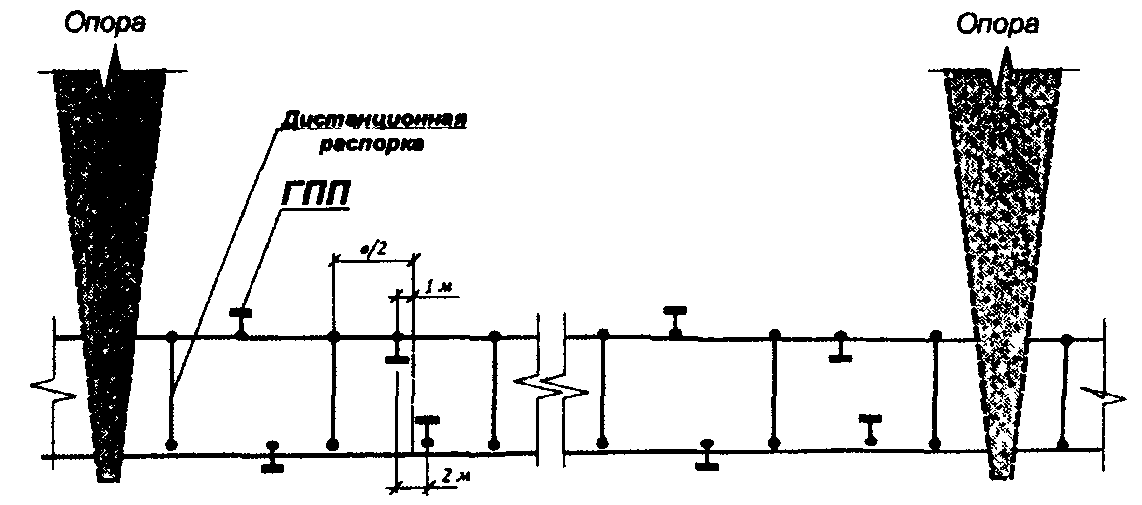 Опора
Опора
Дистанционная
распорка
ГПП
в/2
1 м
2 м